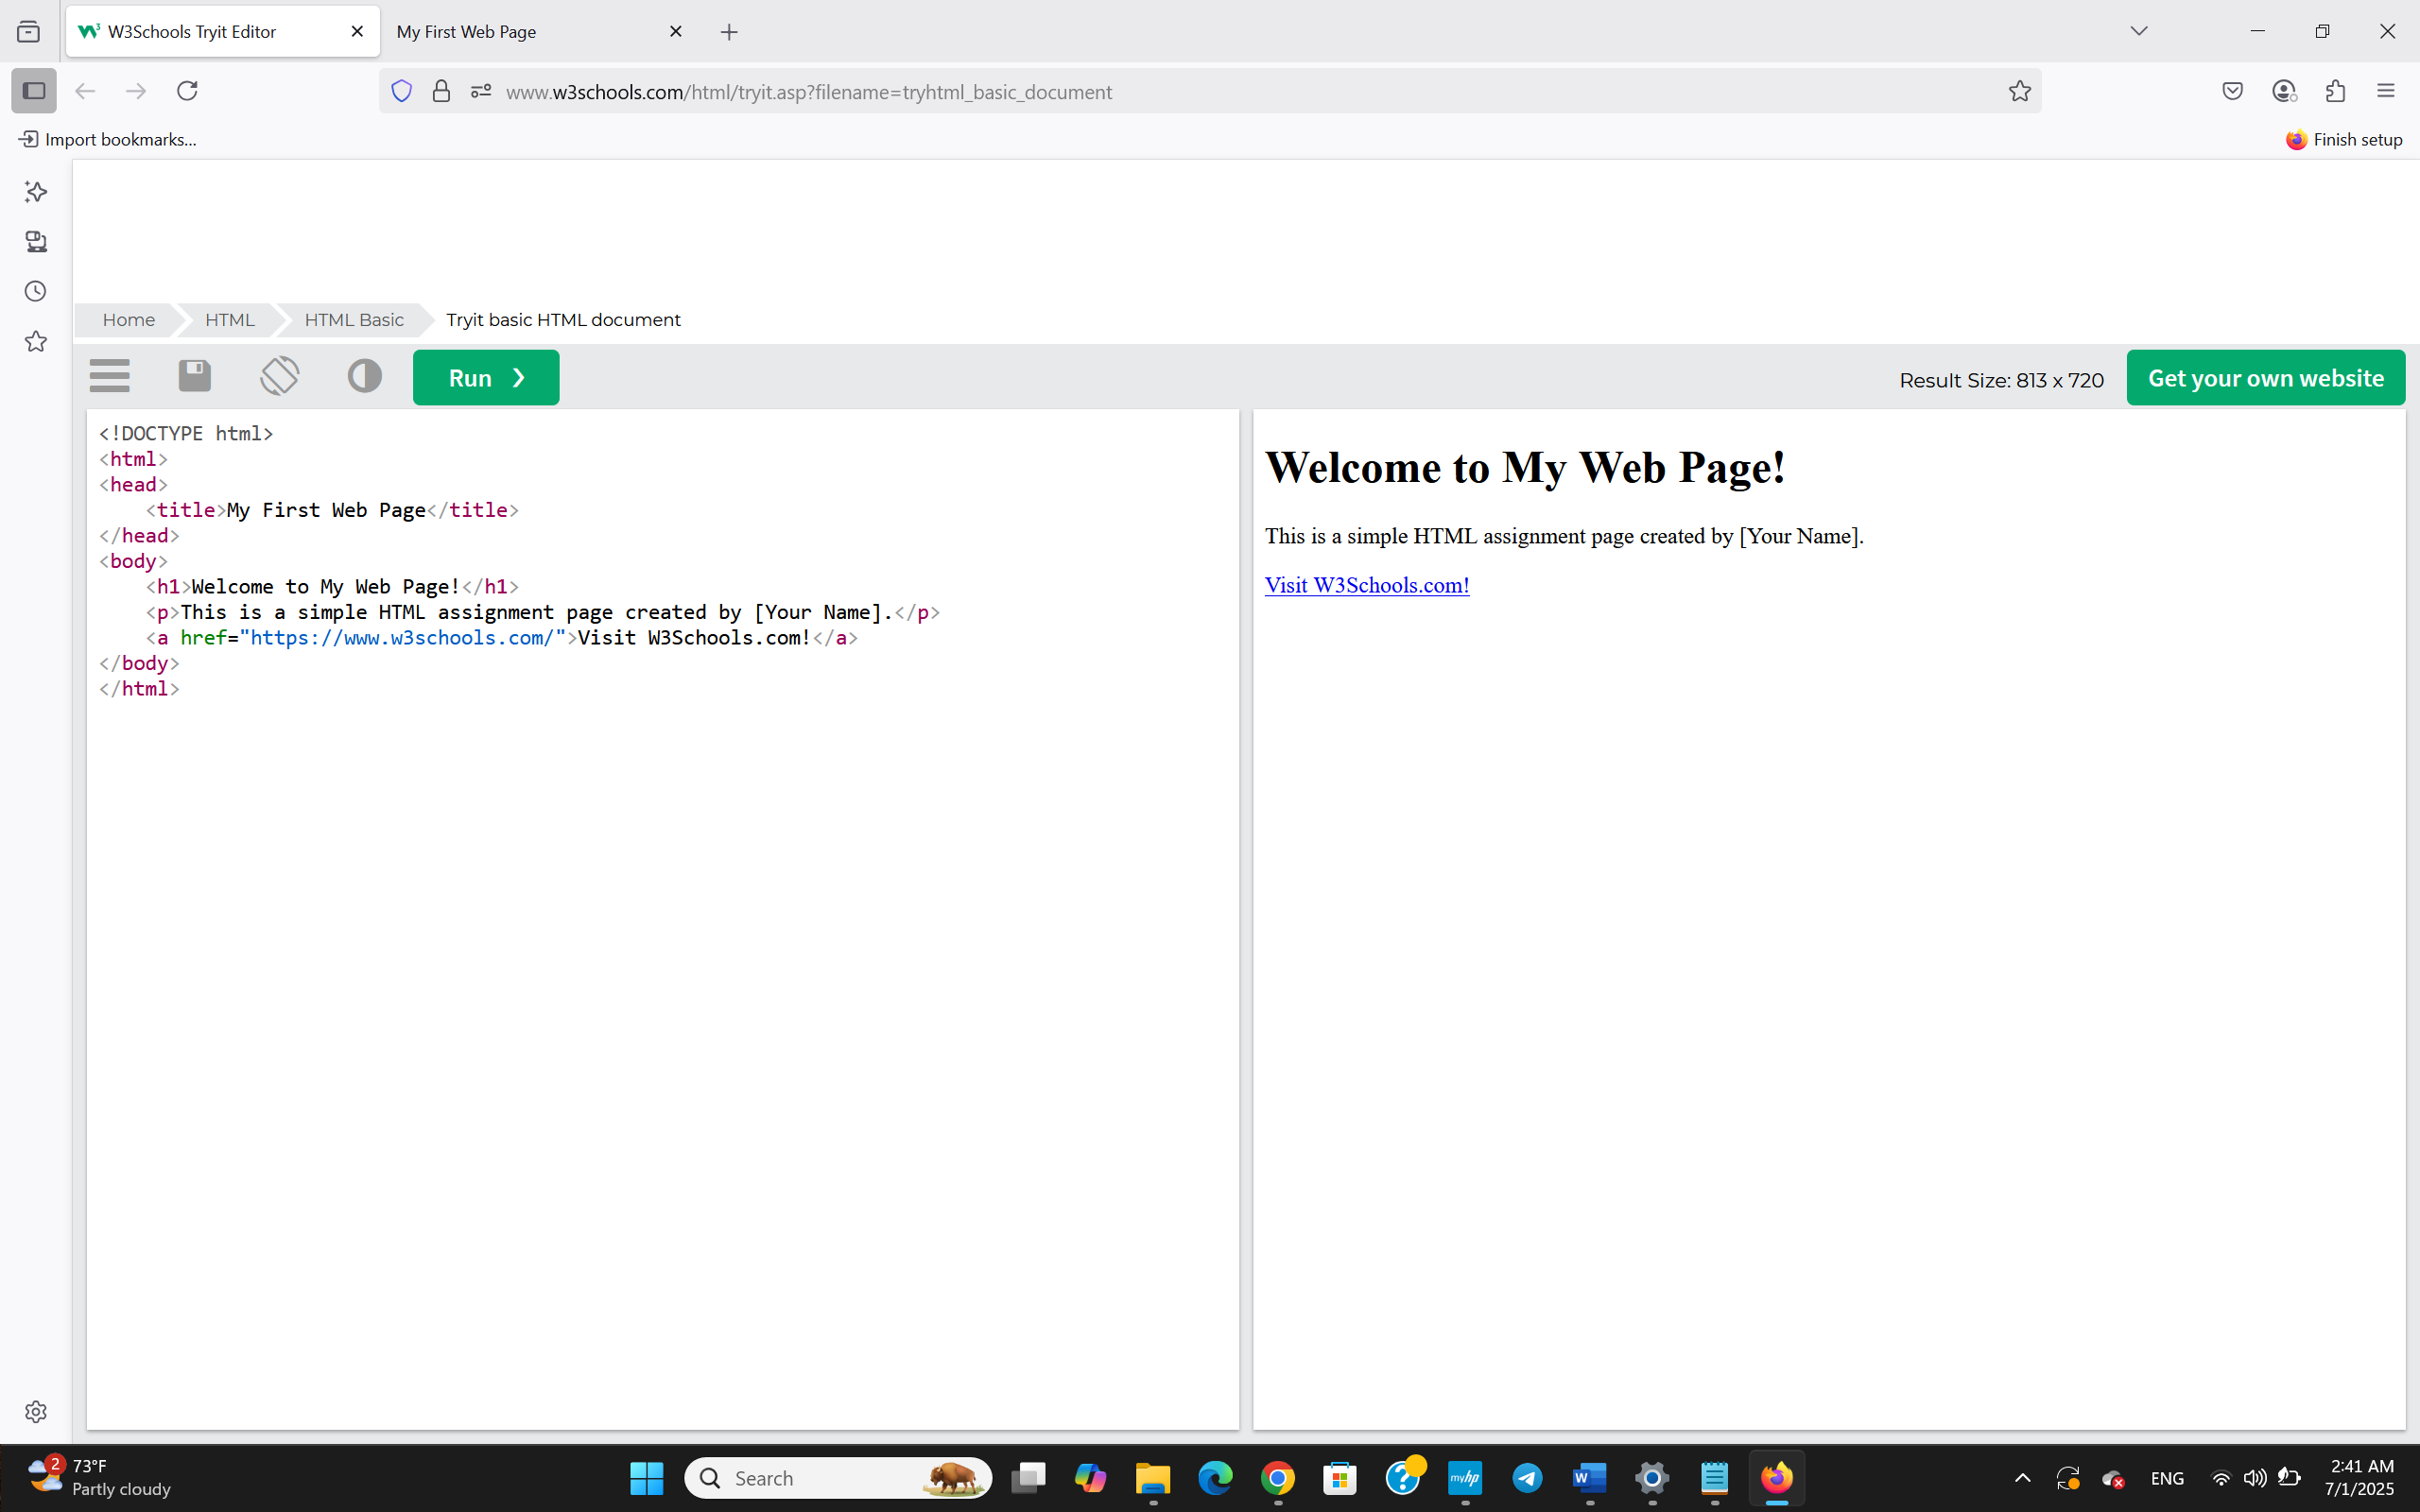 W3Schools Tryit Editor
My First Web Page
www.w3schools.com/html/tryit.asp?filename=tryhtml_basic_document
Import bookmarks...
Finish setup
Home
HTML
HTML Basic
Tryit basic HTML document
Run ❯
Result Size: 813 x 720
Get your own website
<!DOCTYPE html>
<html>
<head>
    <title>My First Web Page</title>
</head>
<body>
    <h1>Welcome to My Web Page!</h1>
    <p>This is a simple HTML assignment page created by [Your Name].</p>
    <a href="https://www.w3schools.com/">Visit W3Schools.com!</a>
</body>
</html>
Welcome to My Web Page!
This is a simple HTML assignment page created by [Your Name].
Visit W3Schools.com!
2
73°F
Partly cloudy
Search
myhp
W
ENG
2:41 AM
7/1/2025